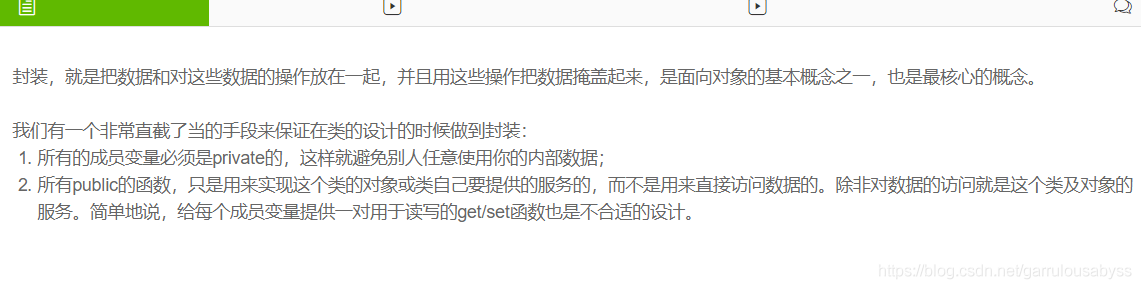 封装，就是把数据和对这些数据的操作放在一起，并且用这些操作把数据掩盖起来，是面向对象的基本概念之一，也是最核心的概念。
我们有一个非常直截了当的手段来保证在类的设计的时候做到封装：
1. 所有的成员变量必须是private的，这样就避免别人任意使用你的内部数据；
2. 所有public的函数，只是用来实现这个类的对象或类自己要提供的服务的，而不是用来直接访问数据的。除非对数据的访问就是这个类及对象的
服务。简单地说，给每个成员变量提供一对用于读写的get/set函数也是不合适的设计。
https://blog.csdn.net/garrulousabyss